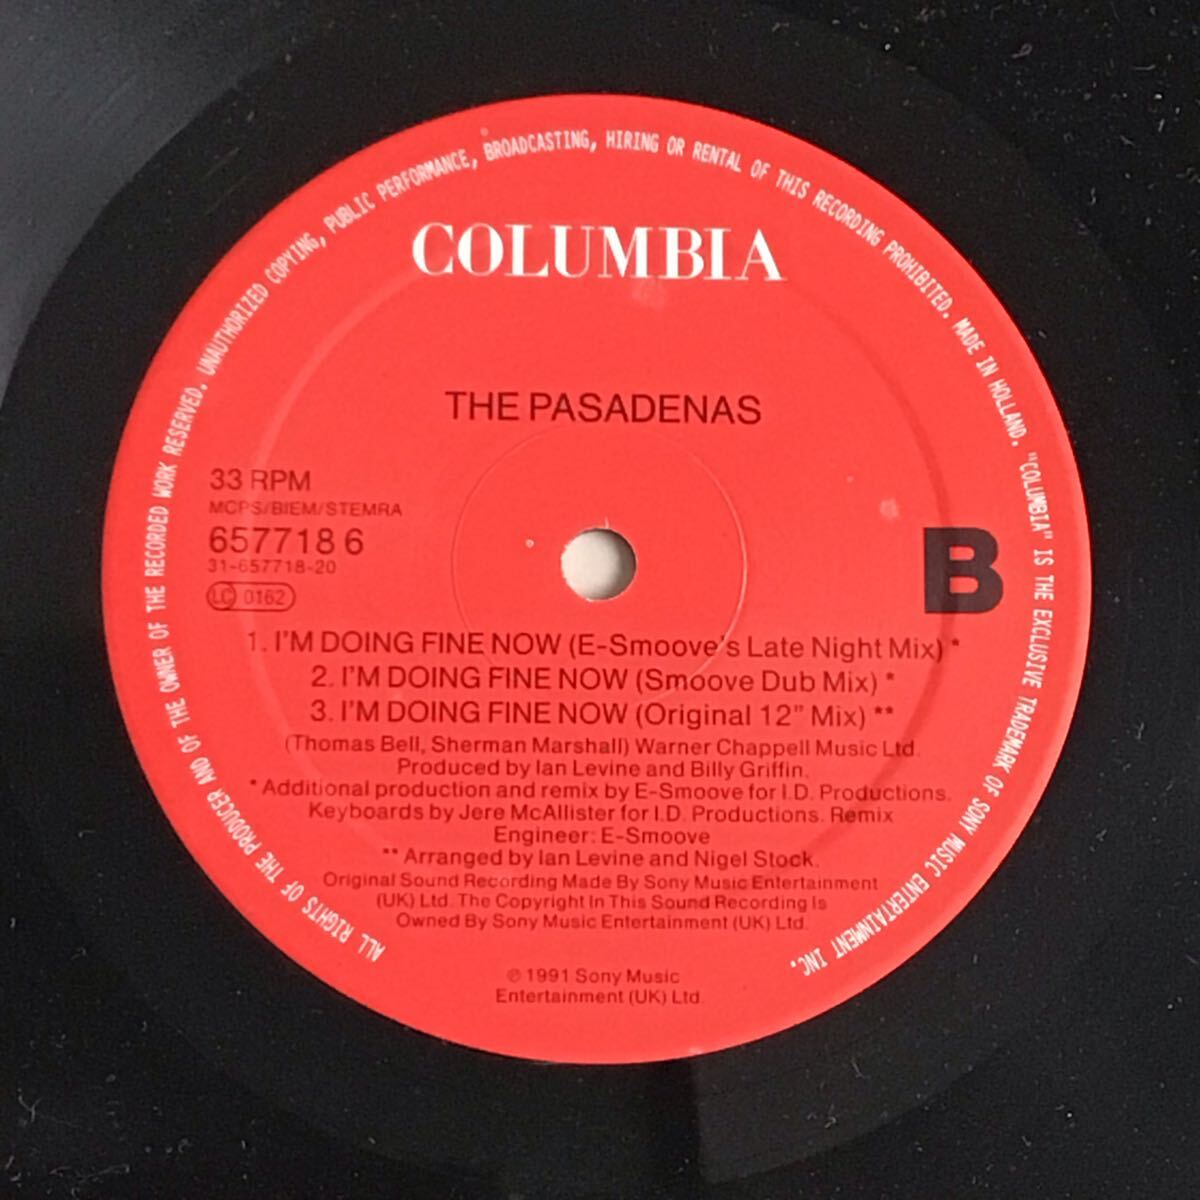 ALL RIGHTS OF THE PRODUCER AND OF THE OWNER OF THE RECORDED WORK RESERVED. UNAUTHORIZED COPYING, PUBLIC PERFORMANCE, BROADCASTING, HIRING OR RENTAL OF THIS RECORDING PROHIBITED. MADE IN HOLLAND. "COLUMBIA" IS THE EXCLUSIVE TRADEMARK OF SONY MUSIC ENTERTAINMENT INC.
COLUMBIA
THE PASADENAS
33 RPM
MCPS/BIEM/STEMRA
657718 6
31-657718-20
LC 0162
B
1. I'M DOING FINE NOW (E-Smoove's Late Night Mix) *
2. I'M DOING FINE NOW (Smoove Dub Mix) *
3. I'M DOING FINE NOW (Original 12" Mix) **
(Thomas Bell, Sherman Marshall) Warner Chappell Music Ltd.
Produced by Ian Levine and Billy Griffin.
* Additional production and remix by E-Smoove for I.D. Productions.
Keyboards by Jere McAllister for I.D. Productions. Remix
Engineer: E-Smoove
** Arranged by Ian Levine and Nigel Stock.
Original Sound Recording Made By Sony Music Entertainment
(UK) Ltd. The Copyright In This Sound Recording Is
Owned By Sony Music Entertainment (UK) Ltd.
℗ 1991 Sony Music
Entertainment (UK) Ltd.